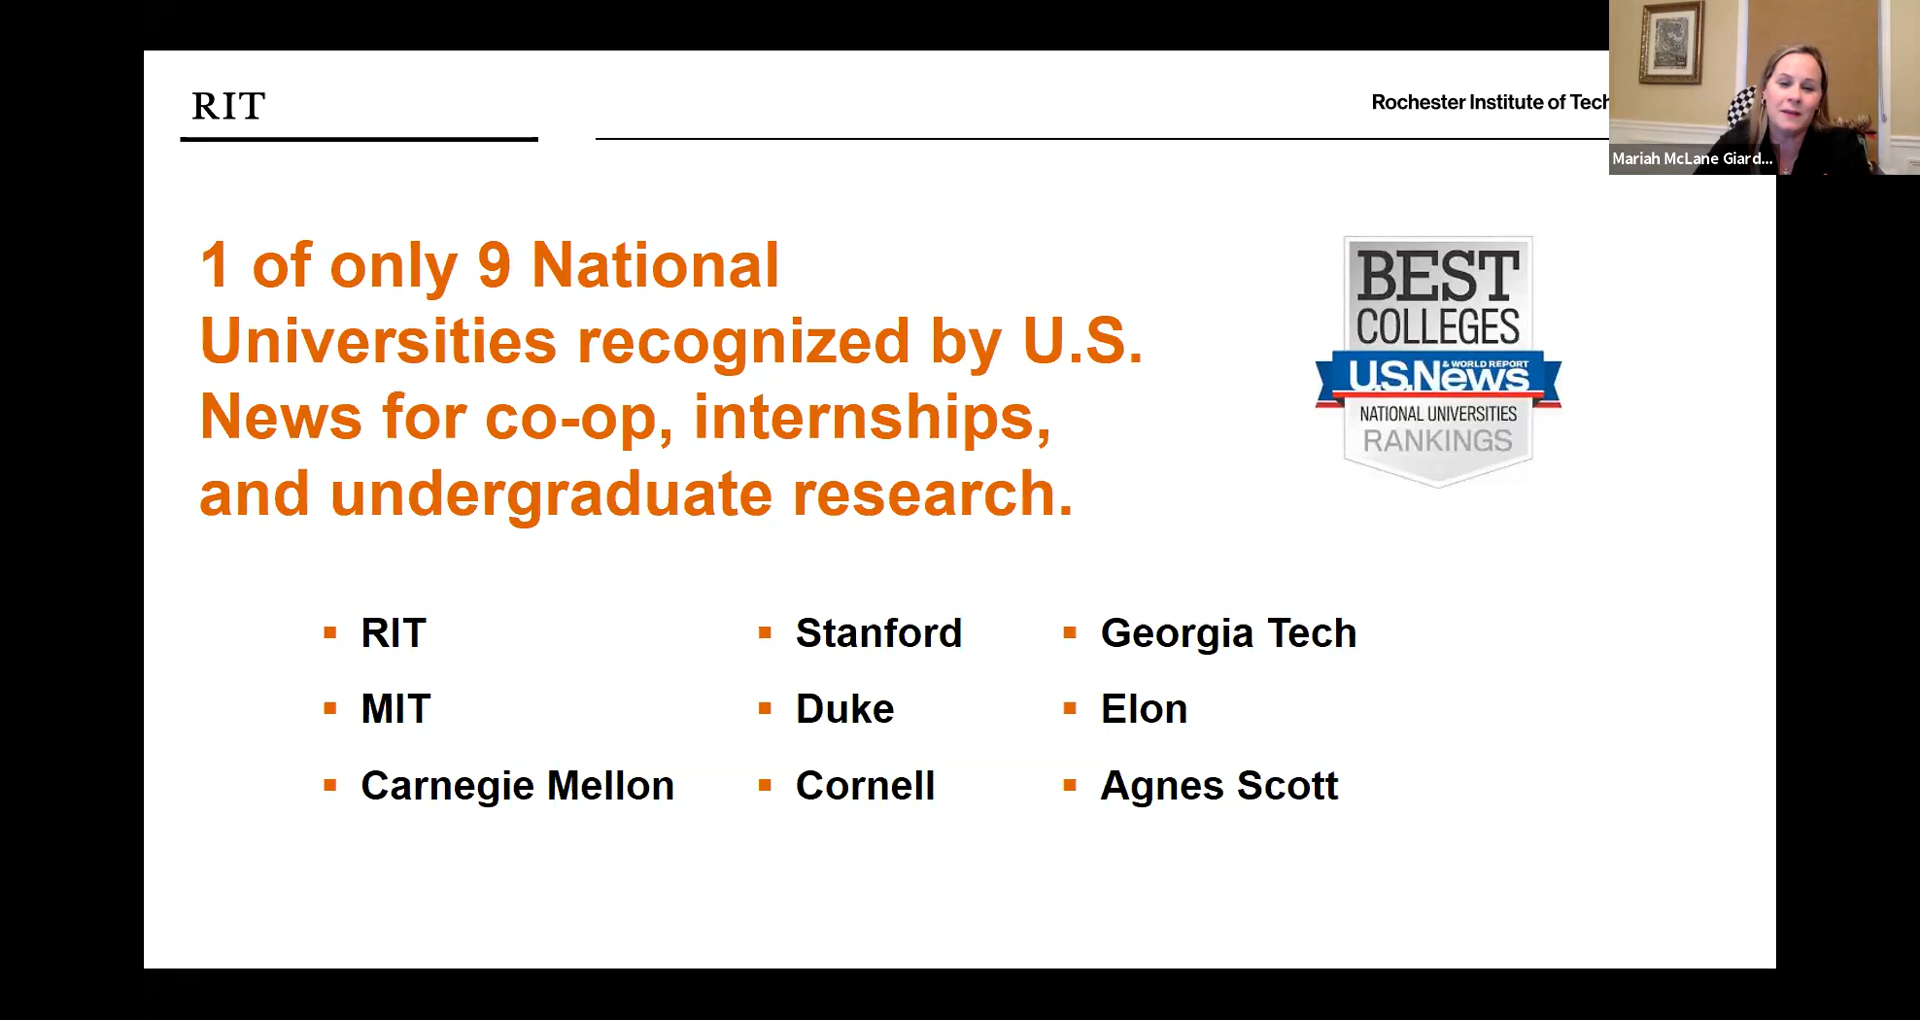 RIT
Rochester Institute of Tech
Mariah McLane Giard...
1 of only 9 National
Universities recognized by U.S.
News for co-op, internships,
and undergraduate research.
BEST
COLLEGES
& WORLD REPORT
U.S.News
NATIONAL UNIVERSITIES
RANKINGS
▪ RIT
▪ MIT
▪ Carnegie Mellon
▪ Stanford
▪ Duke
▪ Cornell
▪ Georgia Tech
▪ Elon
▪ Agnes Scott